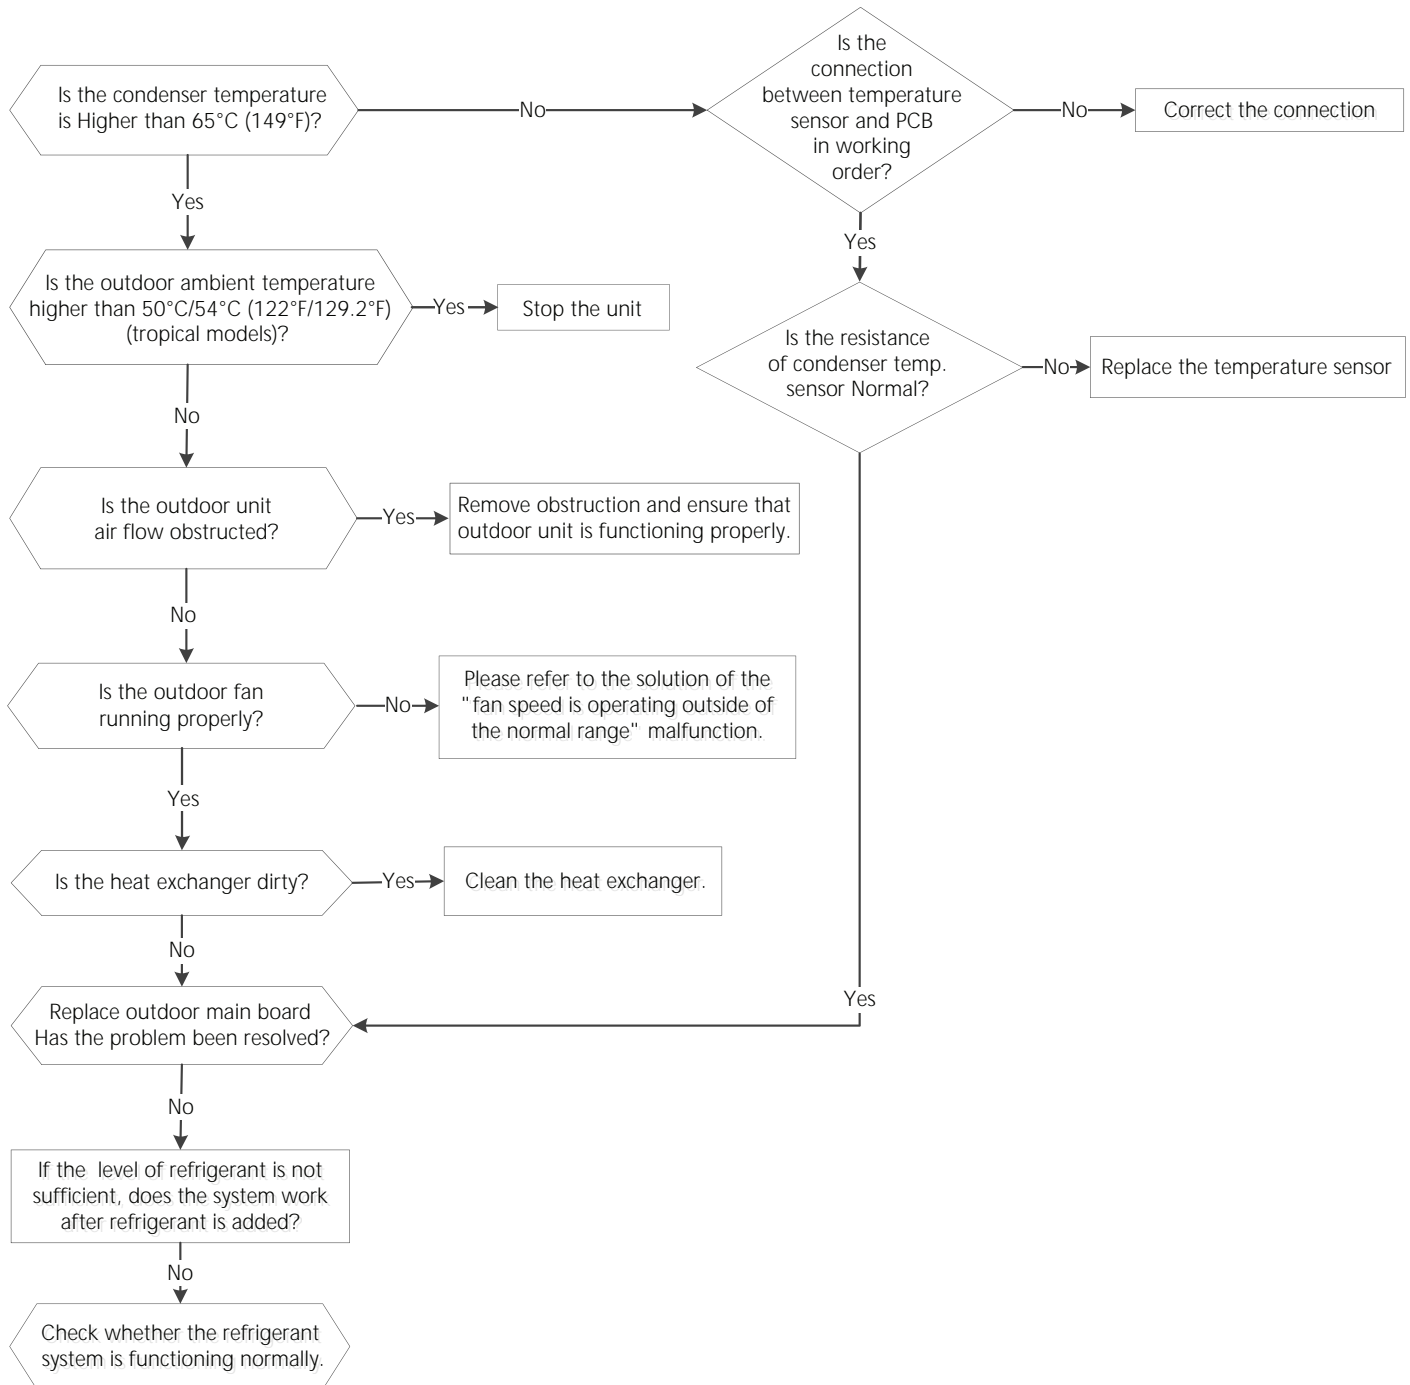 Is the condenser temperature
is Higher than 65°C (149°F)?
No
Is the
connection
between temperature
sensor and PCB
in working
order?
No
Correct the connection
Yes
Yes
Is the outdoor ambient temperature
higher than 50°C/54°C (122°F/129.2°F)
(tropical models)?
Yes
Stop the unit
Is the resistance
of condenser temp.
sensor Normal?
No
Replace the temperature sensor
No
Is the outdoor unit
air flow obstructed?
Yes
Remove obstruction and ensure that
outdoor unit is functioning properly.
No
Is the outdoor fan
running properly?
No
Please refer to the solution of the
"fan speed is operating outside of
the normal range" malfunction.
Yes
Is the heat exchanger dirty?
Yes
Clean the heat exchanger.
No
Yes
Replace outdoor main board
Has the problem been resolved?
No
If the level of refrigerant is not
sufficient, does the system work
after refrigerant is added?
No
Check whether the refrigerant
system is functioning normally.